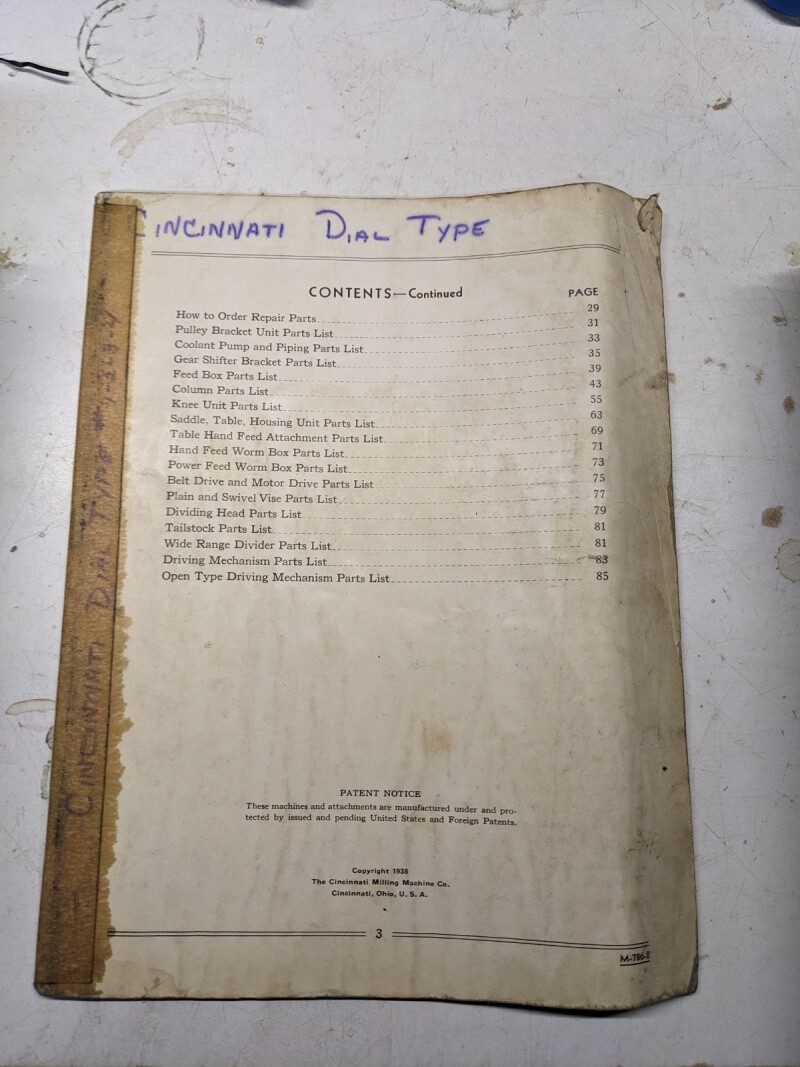 CINCINNATI DIAL TYPE
CONTENTS—Continued
PAGE
How to Order Repair Parts 29
Pulley Bracket Unit Parts List 31
Coolant Pump and Piping Parts List 33
Gear Shifter Bracket Parts List 35
Feed Box Parts List 39
Column Parts List 43
Knee Unit Parts List 55
Saddle, Table, Housing Unit Parts List 63
Table Hand Feed Attachment Parts List 69
Hand Feed Worm Box Parts List 71
Power Feed Worm Box Parts List 73
Belt Drive and Motor Drive Parts List 75
Plain and Swivel Vise Parts List 77
Dividing Head Parts List 79
Tailstock Parts List 81
Wide Range Divider Parts List 81
Driving Mechanism Parts List 83
Open Type Driving Mechanism Parts List 85
PATENT NOTICE
These machines and attachments are manufactured under and pro-
tected by issued and pending United States and Foreign Patents.
Copyright 1938
The Cincinnati Milling Machine Co.
Cincinnati, Ohio, U. S. A.
3
CINCINNATI DIAL TYPE